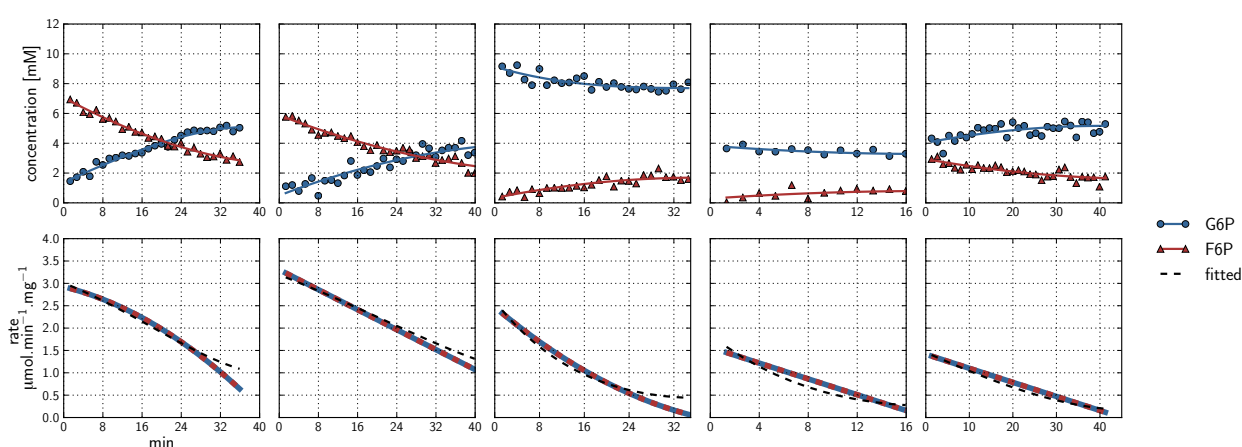 12
10
8
6
4
2
0
concentration [mM]
0 8 16 24 32 40
0 8 16 24 32 40
0 8 16 24 32
0 4 8 12 16
0 10 20 30 40
G6P
F6P
fitted
4.0
3.5
3.0
2.5
2.0
1.5
1.0
0.5
0.0
rate
μmol.min⁻¹.mg⁻¹
0 8 16 24 32 40
0 8 16 24 32 40
0 8 16 24 32
0 4 8 12 16
0 10 20 30 40
min